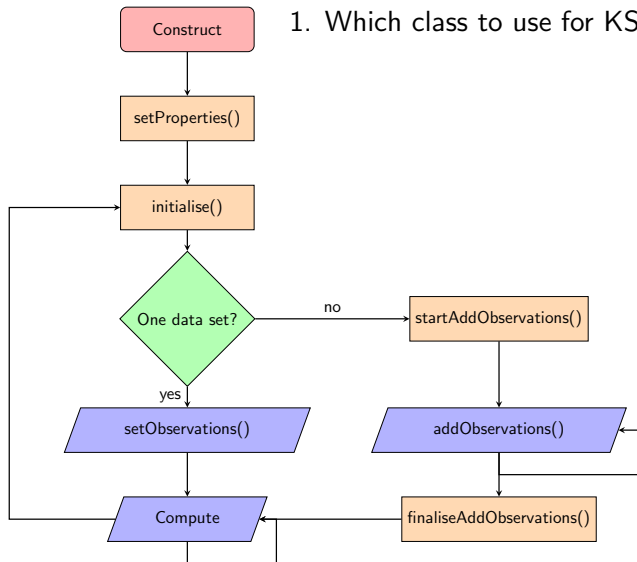 Construct
1. Which class to use for KS
setProperties()
initialise()
One data set?
no
startAddObservations()
yes
setObservations()
addObservations()
Compute
finaliseAddObservations()